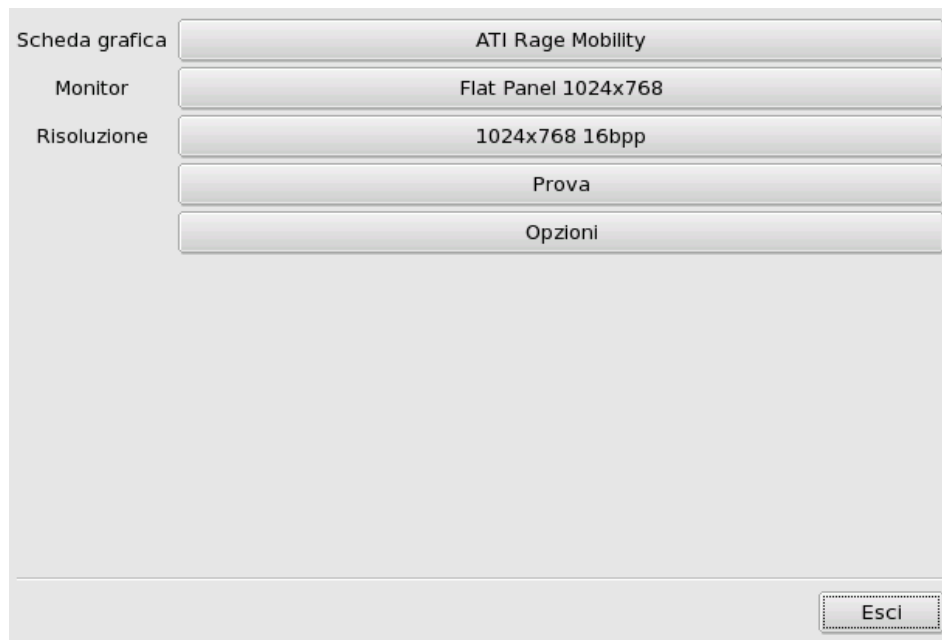 Scheda grafica ATI Rage Mobility
Monitor Flat Panel 1024x768
Risoluzione 1024x768 16bpp
Prova
Opzioni
Esci